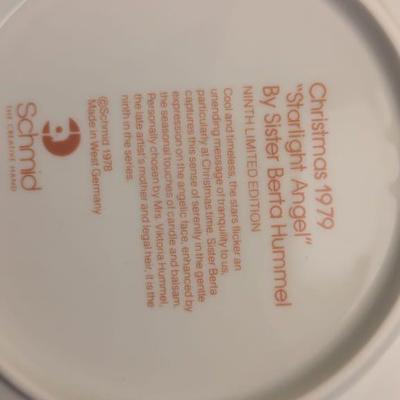 Christmas 1979
"Starlight Angel"
By Sister Berta Hummel
NINTH LIMITED EDITION
Cool and timeless, the stars flicker an
unending message of tranquility to us,
particularly at Christmas time. Sister Berta
captures this sense of serenity in the gentle
expression on the angelic face, enhanced by
the seasonal touches of candle and balsam.
Personally chosen by Mrs. Viktoria Hummel,
the late artist's mother and legal heir, it is the
ninth in the series.
©Schmid 1978
Made in West Germany
Schmid
THE CREATIVE HAND